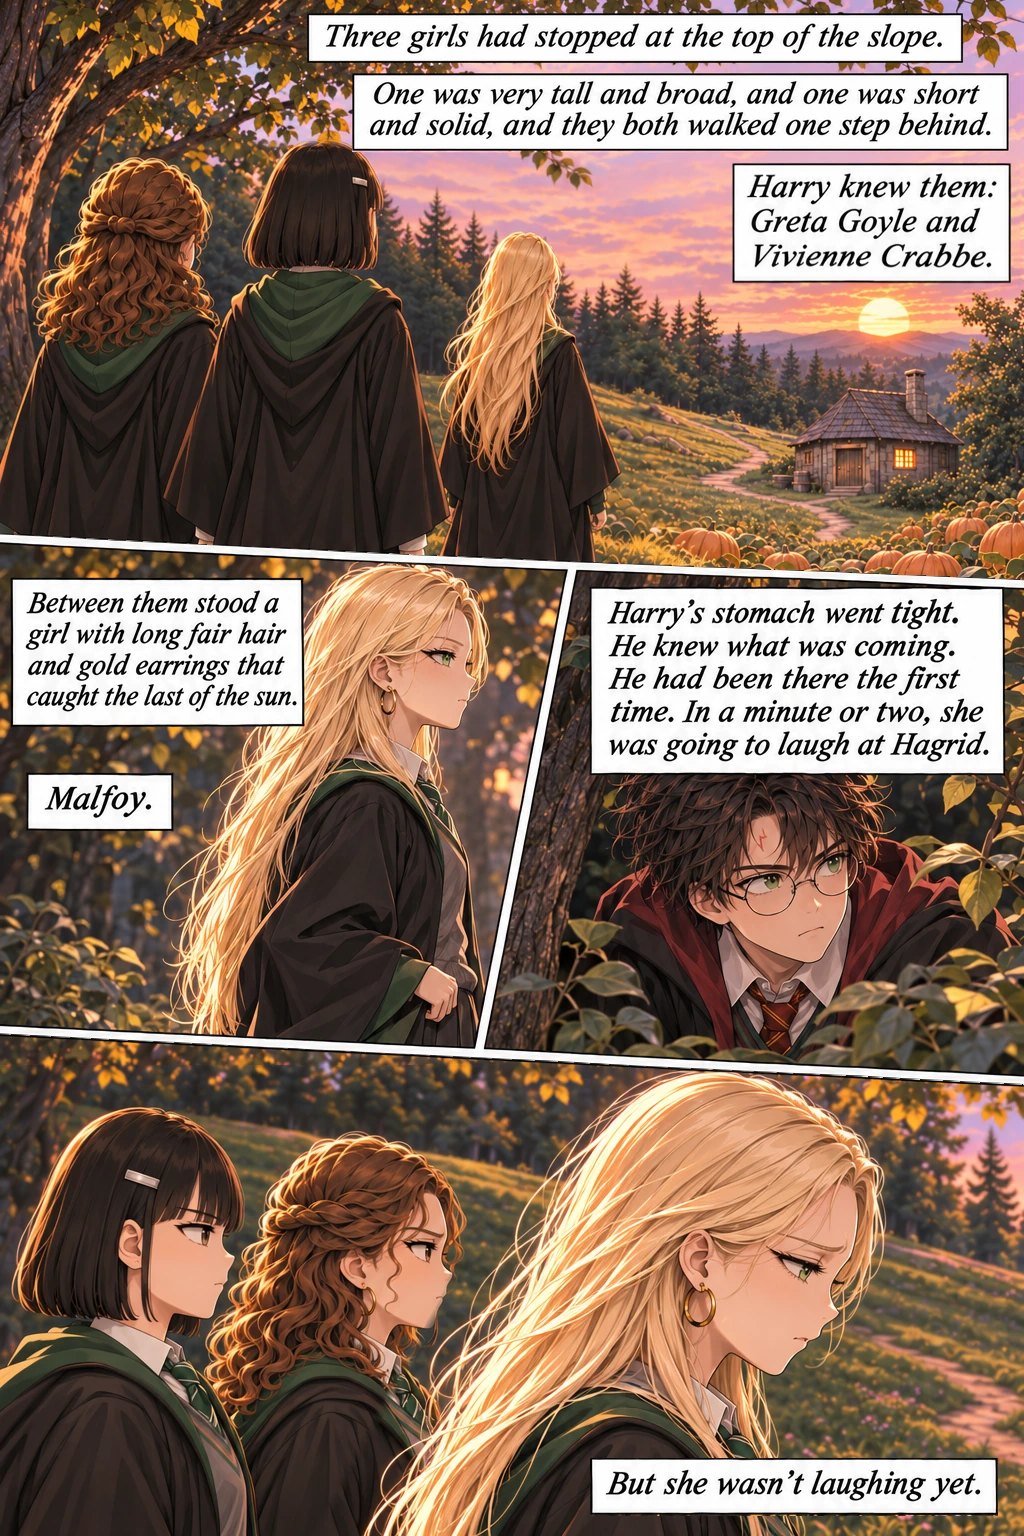 Three girls had stopped at the top of the slope.
One was very tall and broad, and one was short
and solid, and they both walked one step behind.
Harry knew them:
Greta Goyle and
Vivienne Crabbe.
Between them stood a
girl with long fair hair
and gold earrings that
caught the last of the sun.
Malfoy.
Harry's stomach went tight.
He knew what was coming.
He had been there the first
time. In a minute or two, she
was going to laugh at Hagrid.
But she wasn't laughing yet.